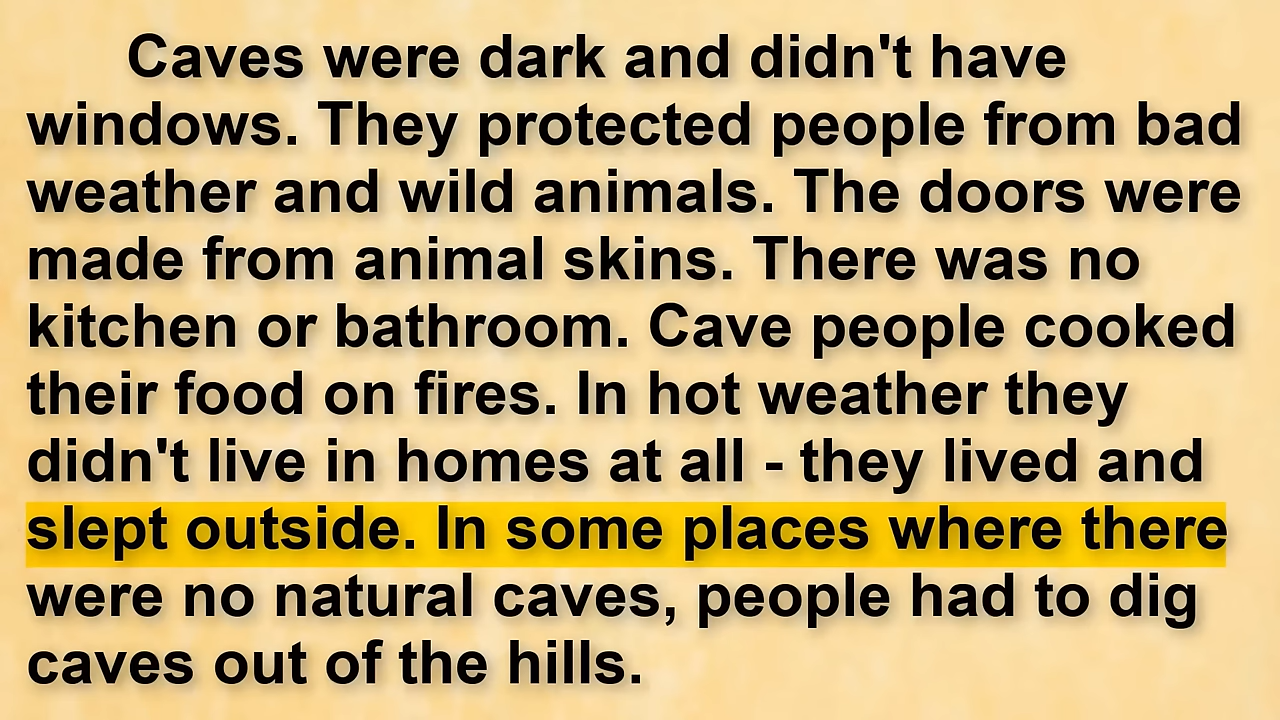 Caves were dark and didn't have
windows. They protected people from bad
weather and wild animals. The doors were
made from animal skins. There was no
kitchen or bathroom. Cave people cooked
their food on fires. In hot weather they
didn't live in homes at all - they lived and
slept outside. In some places where there
were no natural caves, people had to dig
caves out of the hills.